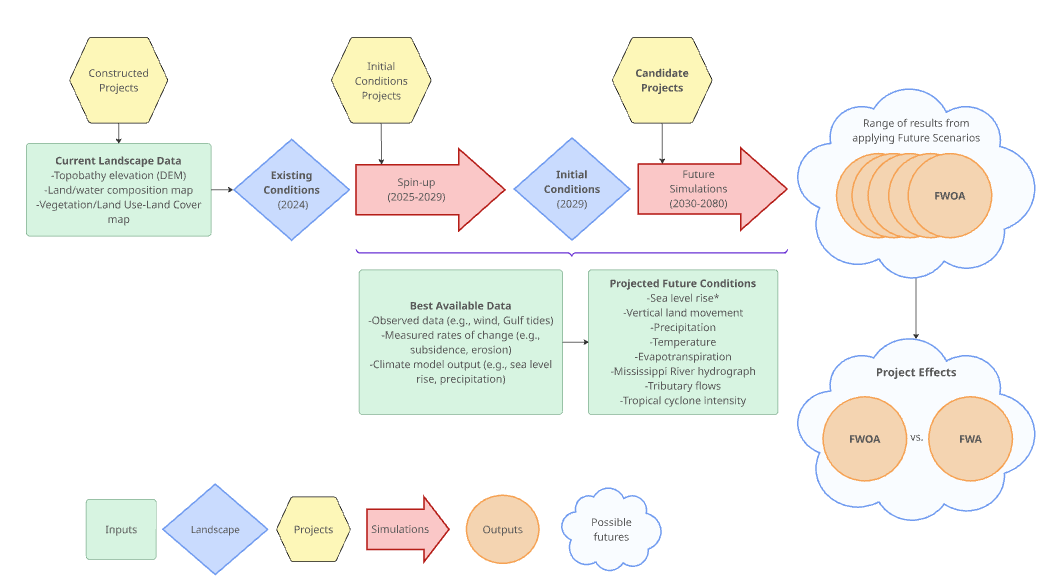 Constructed
Projects
Initial
Conditions
Projects
Candidate
Projects
Current Landscape Data
-Topobathy elevation (DEM)
-Land/water composition map
-Vegetation/Land Use-Land Cover
map
Existing
Conditions
(2024)
Spin-up
(2025-2029)
Initial
Conditions
(2029)
Future
Simulations
(2030-2080)
Range of results from
applying Future Scenarios
FWOA
Best Available Data
-Observed data (e.g., wind, Gulf tides)
-Measured rates of change (e.g.,
subsidence, erosion)
-Climate model output (e.g., sea level
rise, precipitation)
Projected Future Conditions
-Sea level rise*
-Vertical land movement
-Precipitation
-Temperature
-Evapotranspiration
-Mississippi River hydrograph
-Tributary flows
-Tropical cyclone intensity
Project Effects
FWOA
vs.
FWA
Inputs
Landscape
Projects
Simulations
Outputs
Possible
futures